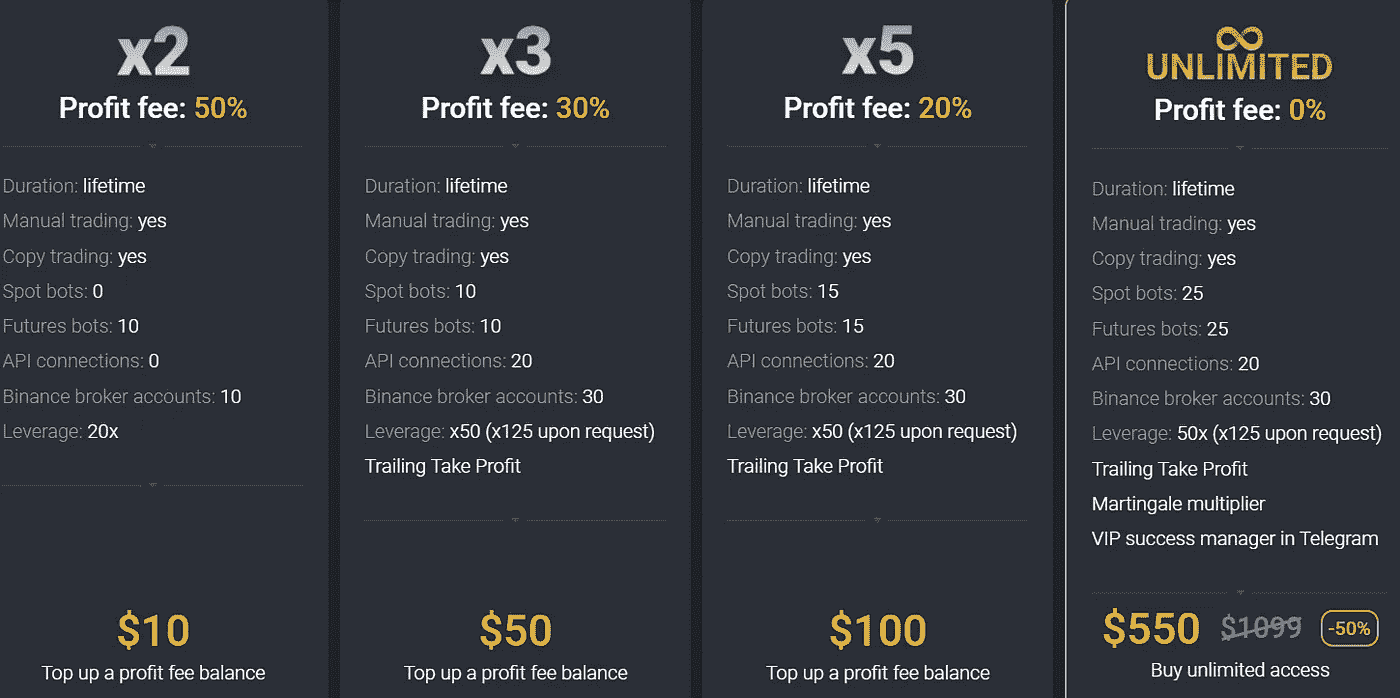 x2
Profit fee: 50%
Duration: lifetime
Manual trading: yes
Copy trading: yes
Spot bots: 0
Futures bots: 10
API connections: 0
Binance broker accounts: 10
Leverage: 20x
$10
Top up a profit fee balance
x3
Profit fee: 30%
Duration: lifetime
Manual trading: yes
Copy trading: yes
Spot bots: 10
Futures bots: 10
API connections: 20
Binance broker accounts: 30
Leverage: x50 (x125 upon request)
Trailing Take Profit
$50
Top up a profit fee balance
x5
Profit fee: 20%
Duration: lifetime
Manual trading: yes
Copy trading: yes
Spot bots: 15
Futures bots: 15
API connections: 20
Binance broker accounts: 30
Leverage: x50 (x125 upon request)
Trailing Take Profit
$100
Top up a profit fee balance
∞
UNLIMITED
Profit fee: 0%
Duration: lifetime
Manual trading: yes
Copy trading: yes
Spot bots: 25
Futures bots: 25
API connections: 20
Binance broker accounts: 30
Leverage: 50x (x125 upon request)
Trailing Take Profit
Martingale multiplier
VIP success manager in Telegram
$550 $1099 -50%
Buy unlimited access